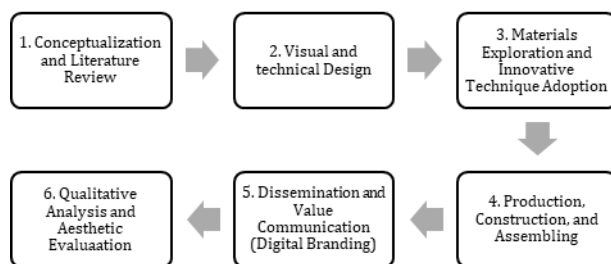 1. Conceptualization
and Literature
Review
2. Visual and
technical Design
3. Materials
Exploration and
Innovative
Technique Adoption
4. Production,
Construction, and
Assembling
5. Dissemination and
Value
Communication
(Digital Branding)
6. Qualitative
Analysis and
Aesthetic
Evaluaation